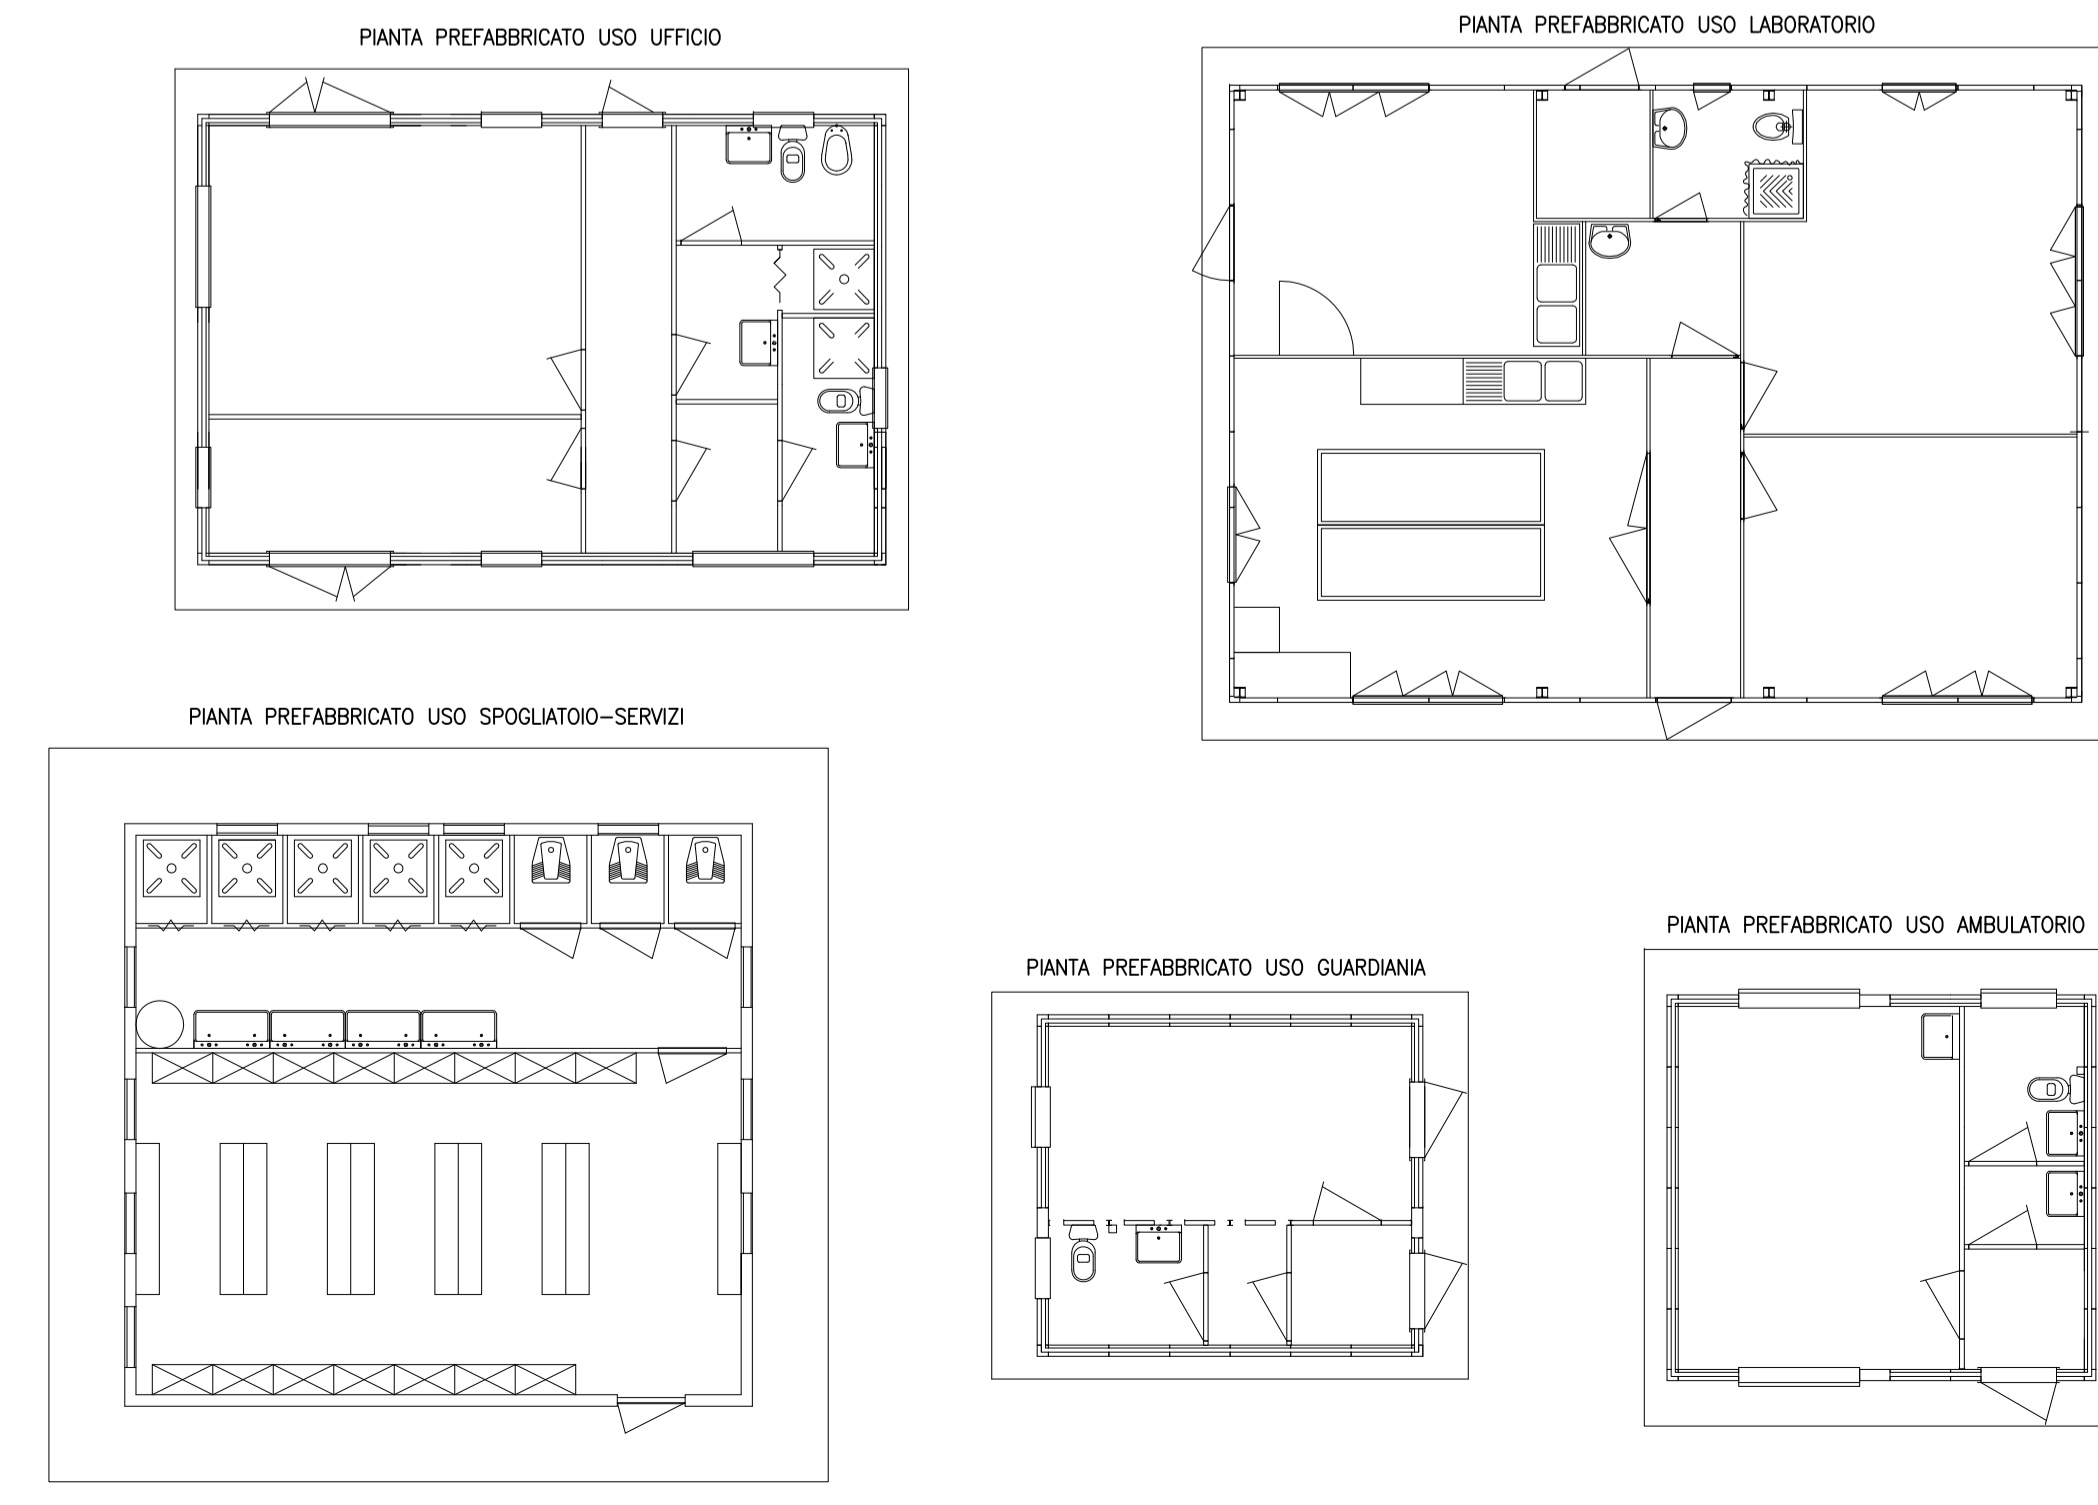 PIANTA PREFABBRICATO USO UFFICIO
PIANTA PREFABBRICATO USO LABORATORIO
PIANTA PREFABBRICATO USO SPOGLIATOIO-SERVIZI
PIANTA PREFABBRICATO USO GUARDIANIA
PIANTA PREFABBRICATO USO AMBULATORIO